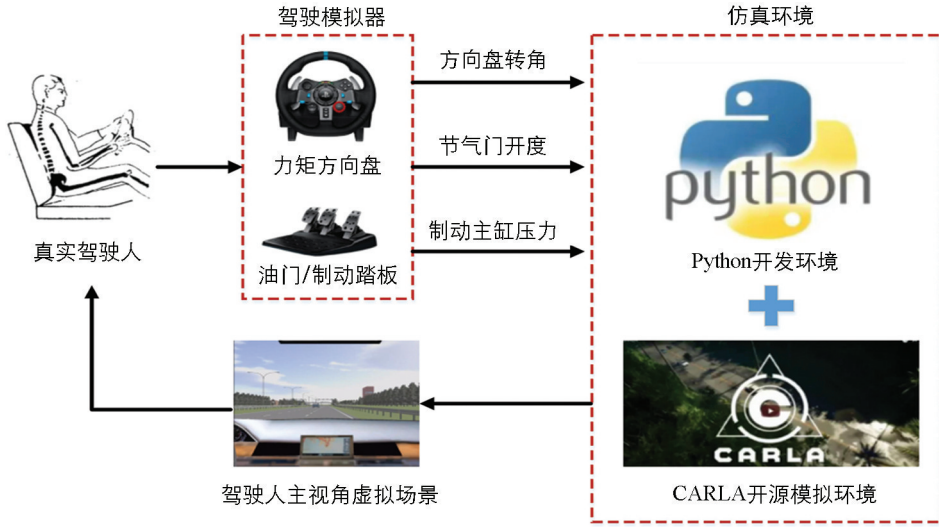 驾驶模拟器
仿真环境
方向盘转角
力矩方向盘
节气门开度
python
制动主缸压力
真实驾驶人
油门/制动踏板
Python开发环境
CARLA
驾驶人主视角虚拟场景
CARLA开源模拟环境